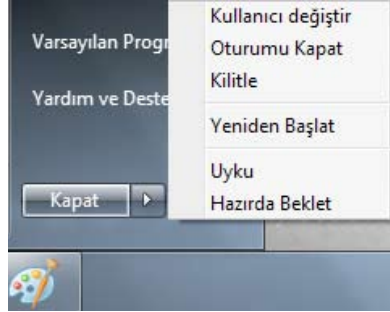 Varsayılan Progr
Yardım ve Deste
Kapat
Kullanıcı değiştir
Oturumu Kapat
Kilitle
Yeniden Başlat
Uyku
Hazırda Beklet